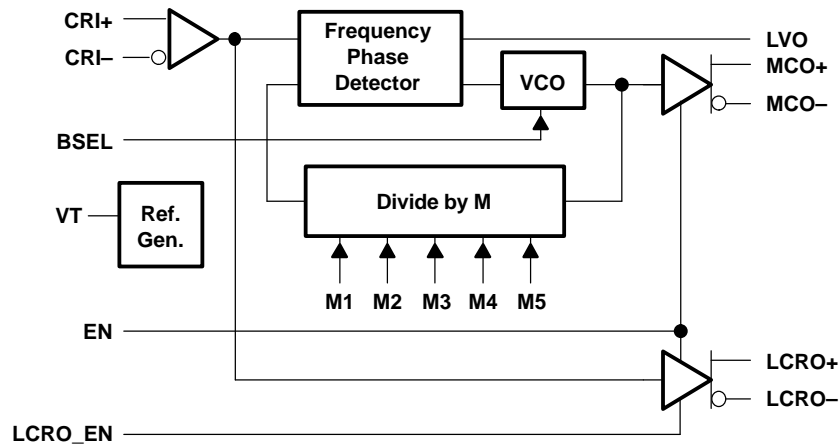 CRI+
CRI–
Frequency
Phase
Detector
LVO
VCO
MCO+
MCO–
BSEL
Divide by M
VT
Ref.
Gen.
M1 M2 M3 M4 M5
EN
LCRO+
LCRO–
LCRO_EN